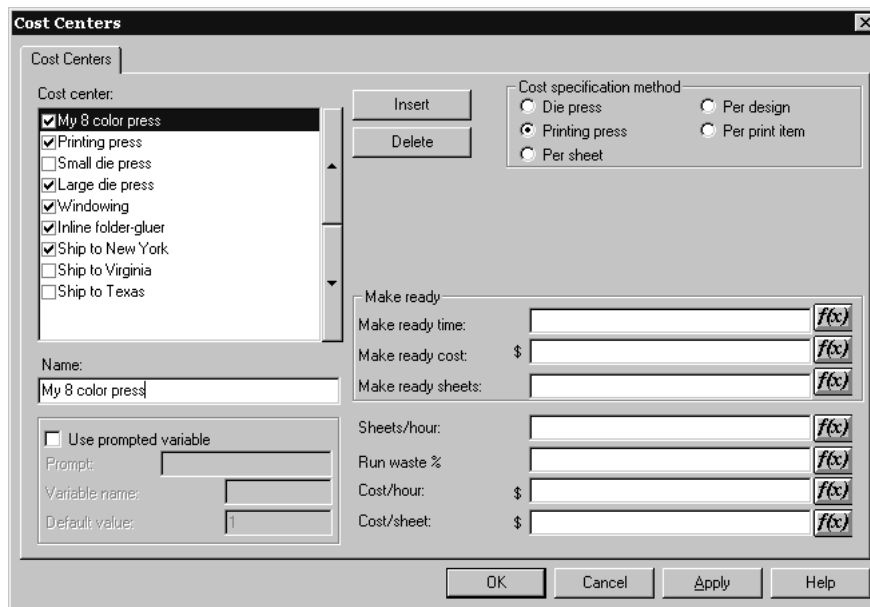 Cost Centers
Cost Centers
Cost center:
My 8 color press
Printing press
Small die press
Large die press
Windowing
Inline folder-gluer
Ship to New York
Ship to Virginia
Ship to Texas
Name:
My 8 color press
Use prompted variable
Prompt:
Variable name:
Default value: 1
Insert
Delete
Cost specification method
Die press
Per design
Printing press
Per print item
Per sheet
Make ready
Make ready time: f(x)
Make ready cost: $ f(x)
Make ready sheets: f(x)
Sheets/hour: f(x)
Run waste % f(x)
Cost/hour: $ f(x)
Cost/sheet: $ f(x)
OK Cancel Apply Help